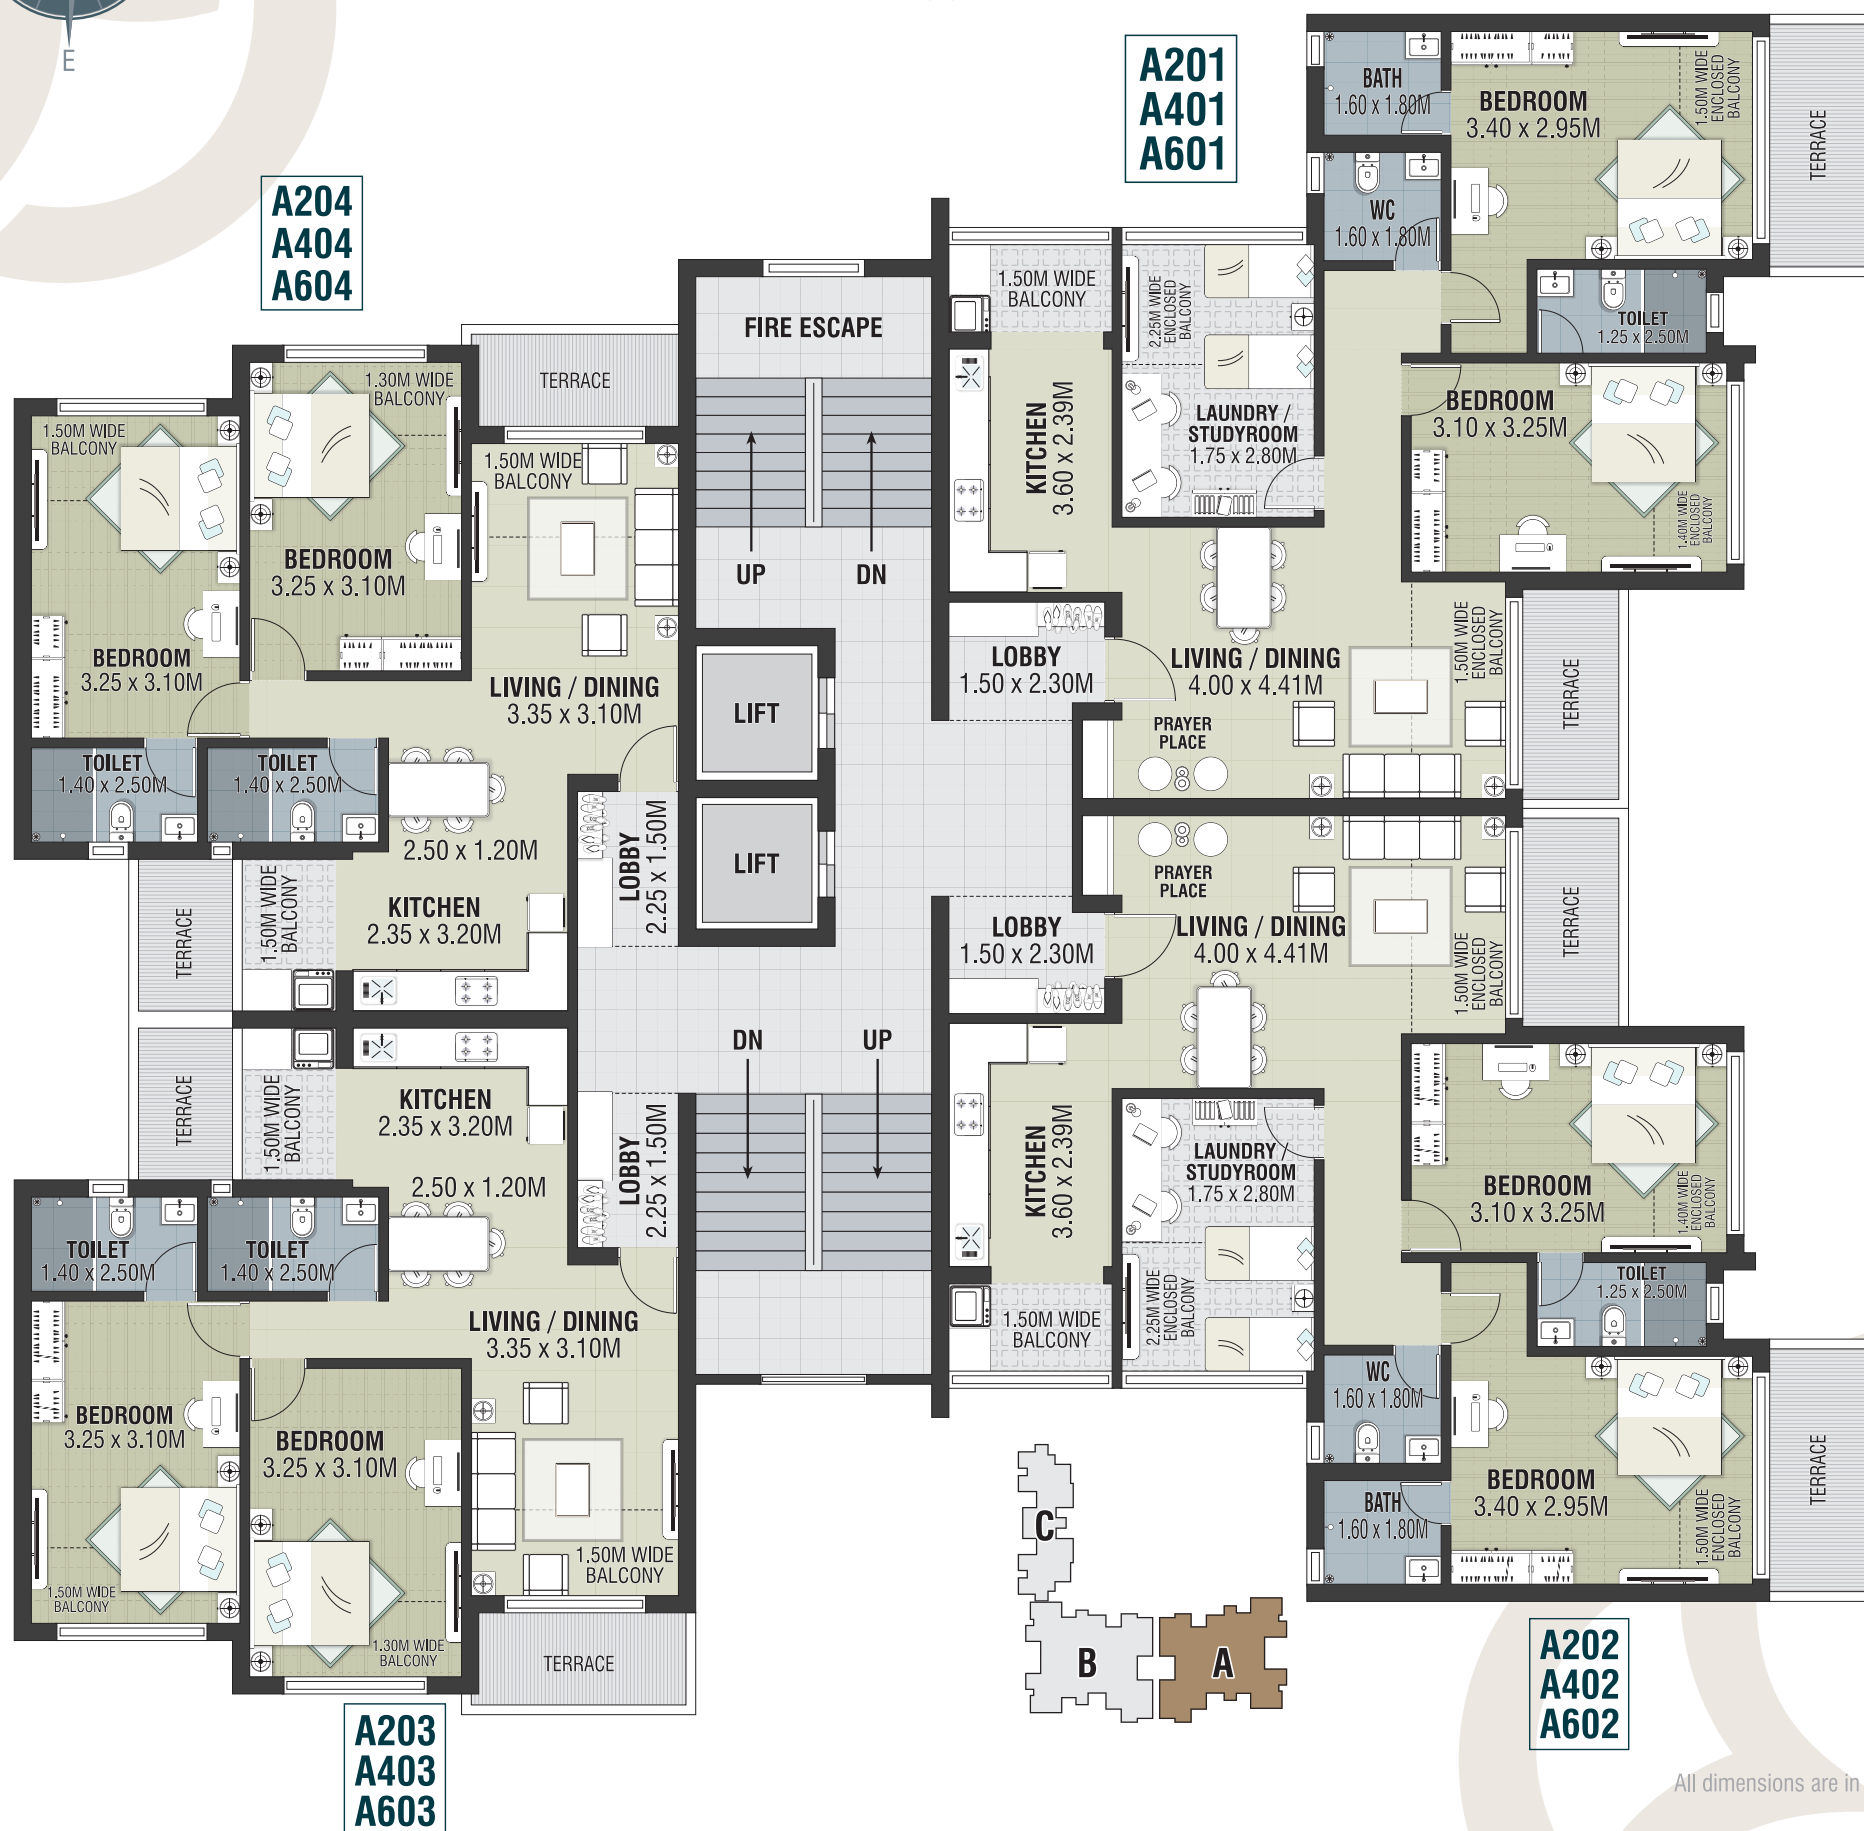 E
A201
A401
A601
A204
A404
A604
BATH
1.60 x 1.80M
BEDROOM
3.40 x 2.95M
1.50M WIDE
ENCLOSED
BALCONY
TERRACE
WC
1.60 x 1.80M
TOILET
1.25 x 2.50M
1.50M WIDE
BALCONY
2.25M WIDE
ENCLOSED
BALCONY
FIRE ESCAPE
TERRACE
1.30M WIDE
BALCONY
1.50M WIDE
BALCONY
1.50M WIDE
BALCONY
KITCHEN
3.60 x 2.39M
LAUNDRY /
STUDYROOM
1.75 x 2.80M
BEDROOM
3.10 x 3.25M
1.40M WIDE
ENCLOSED
BALCONY
BEDROOM
3.25 x 3.10M
UP
DN
BEDROOM
3.25 x 3.10M
LIVING / DINING
3.35 x 3.10M
LIFT
LOBBY
1.50 x 2.30M
LIVING / DINING
4.00 x 4.41M
1.50M WIDE
ENCLOSED
BALCONY
TERRACE
PRAYER
PLACE
TOILET
1.40 x 2.50M
TOILET
1.40 x 2.50M
2.50 x 1.20M
LOBBY
2.25 x 1.50M
LIFT
PRAYER
PLACE
TERRACE
1.50M WIDE
BALCONY
KITCHEN
2.35 x 3.20M
TERRACE
LOBBY
1.50 x 2.30M
LIVING / DINING
4.00 x 4.41M
1.50M WIDE
ENCLOSED
BALCONY
DN
UP
TERRACE
1.50M WIDE
BALCONY
KITCHEN
2.35 x 3.20M
2.50 x 1.20M
LOBBY
2.25 x 1.50M
KITCHEN
3.60 x 2.39M
LAUNDRY /
STUDYROOM
1.75 x 2.80M
BEDROOM
3.10 x 3.25M
1.40M WIDE
ENCLOSED
BALCONY
TOILET
1.40 x 2.50M
TOILET
1.40 x 2.50M
TOILET
1.25 x 2.50M
LIVING / DINING
3.35 x 3.10M
1.50M WIDE
BALCONY
2.25M WIDE
ENCLOSED
BALCONY
WC
1.60 x 1.80M
BEDROOM
3.25 x 3.10M
BEDROOM
3.25 x 3.10M
BEDROOM
3.40 x 2.95M
TERRACE
BATH
1.60 x 1.80M
1.50M WIDE
ENCLOSED
BALCONY
1.50M WIDE
BALCONY
1.50M WIDE
BALCONY
1.30M WIDE
BALCONY
TERRACE
C
B
A
A202
A402
A602
A203
A403
A603
All dimensions are in